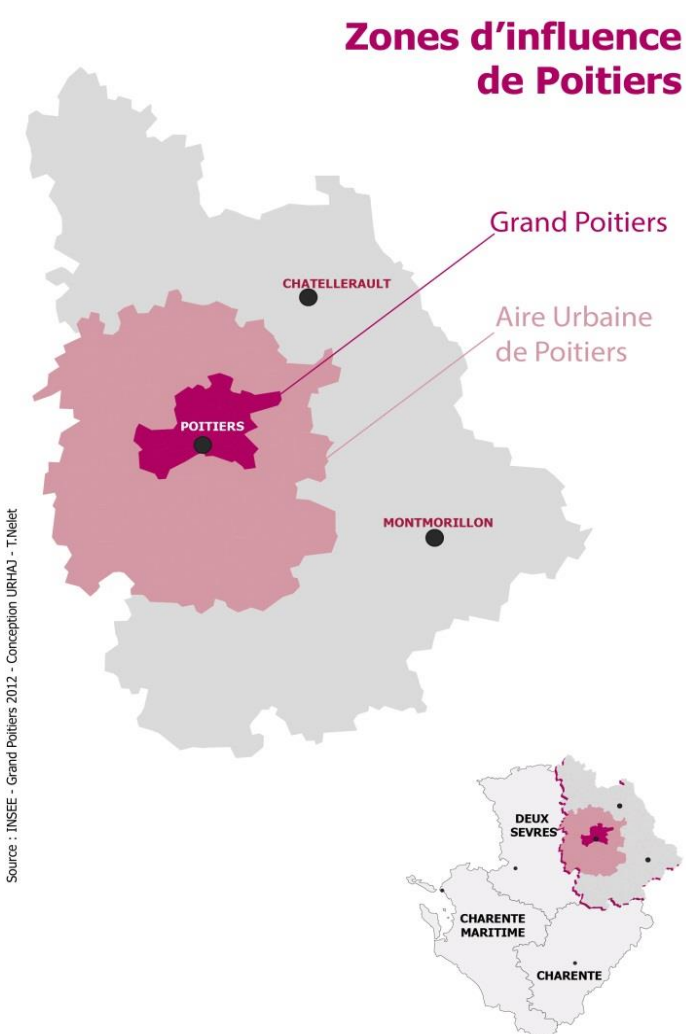 Zones d’influence
de Poitiers
Grand Poitiers
CHATELLERAULT
Aire Urbaine
de Poitiers
POITIERS
MONTMORILLON
Source : INSEE - Grand Poitiers 2012 - Conception URHAJ - T.Nelet
DEUX
SEVRES
CHARENTE
MARITIME
CHARENTE